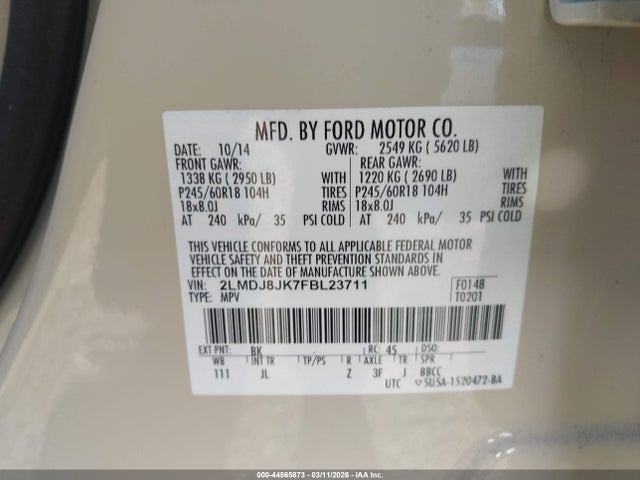 MFD. BY FORD MOTOR CO.
DATE: 10/14 GVWR: 2549 KG ( 5620 LB)
FRONT GAWR: REAR GAWR:
1338 KG ( 2950 LB) WITH 1220 KG ( 2690 LB) WITH
P245/60R18 104H TIRES P245/60R18 104H TIRES
18x8.0J RIMS 18x8.0J RIMS
AT 240 kPa/ 35 PSI COLD AT 240 kPa/ 35 PSI COLD
THIS VEHICLE CONFORMS TO ALL APPLICABLE FEDERAL MOTOR
VEHICLE SAFETY AND THEFT PREVENTION STANDARDS IN
EFFECT ON THE DATE OF MANUFACTURE SHOWN ABOVE.
VIN: 2LMDJ8JK7FBL23711 F0148
TYPE: MPV T0201
EXT PNT: BK RC: 45 DSO:
WB INT TR TP/PS R AXLE TR SPR
111 JL Z 3F J BBCC
UTC ▽5U5A-1520472-BA
000-44565873 - 03/11/2026 - IAA Inc.